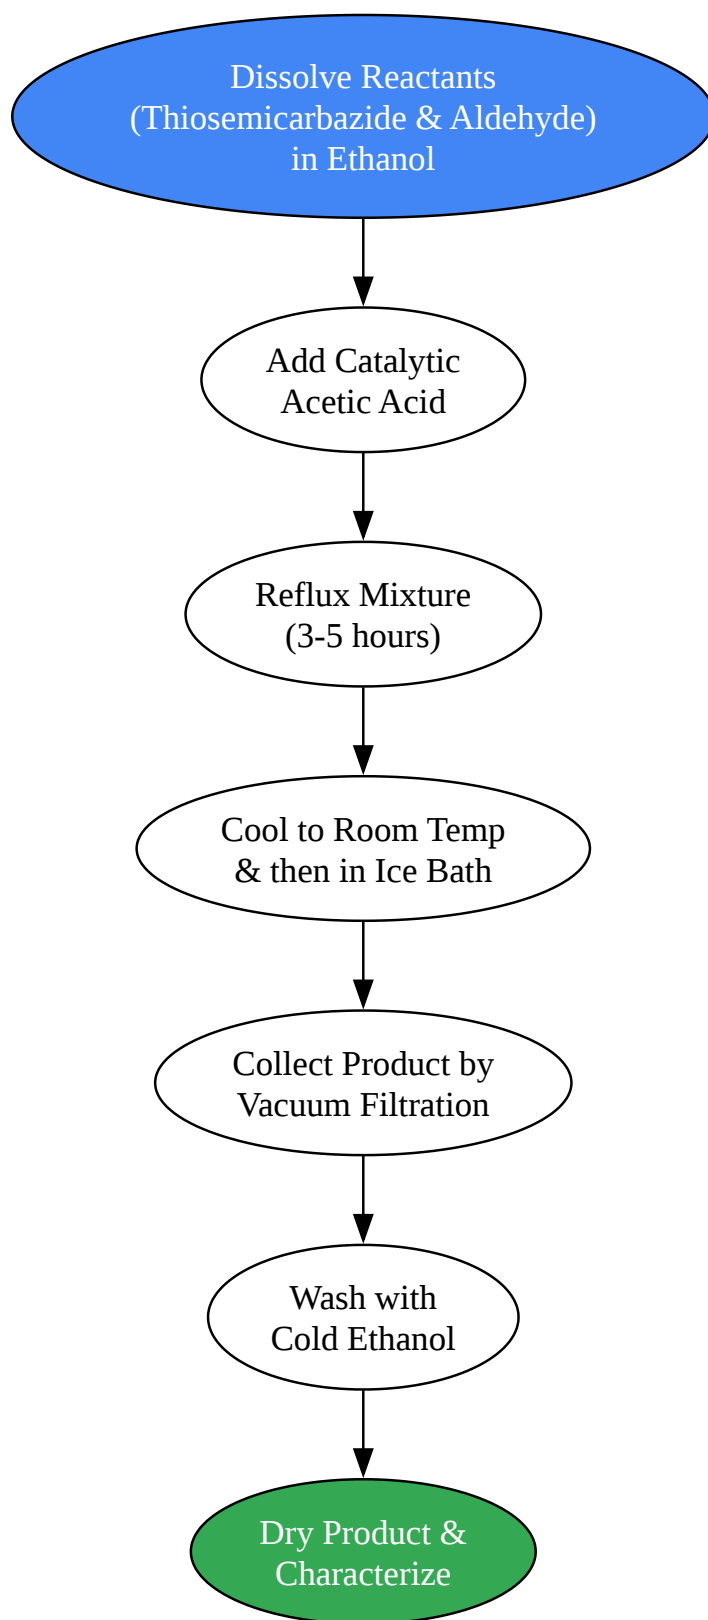 Dissolve Reactants
(Thiosemicarbazide & Aldehyde)
in Ethanol
Add Catalytic
Acetic Acid
Reflux Mixture
(3-5 hours)
Cool to Room Temp
& then in Ice Bath
Collect Product by
Vacuum Filtration
Wash with
Cold Ethanol
Dry Product &
Characterize